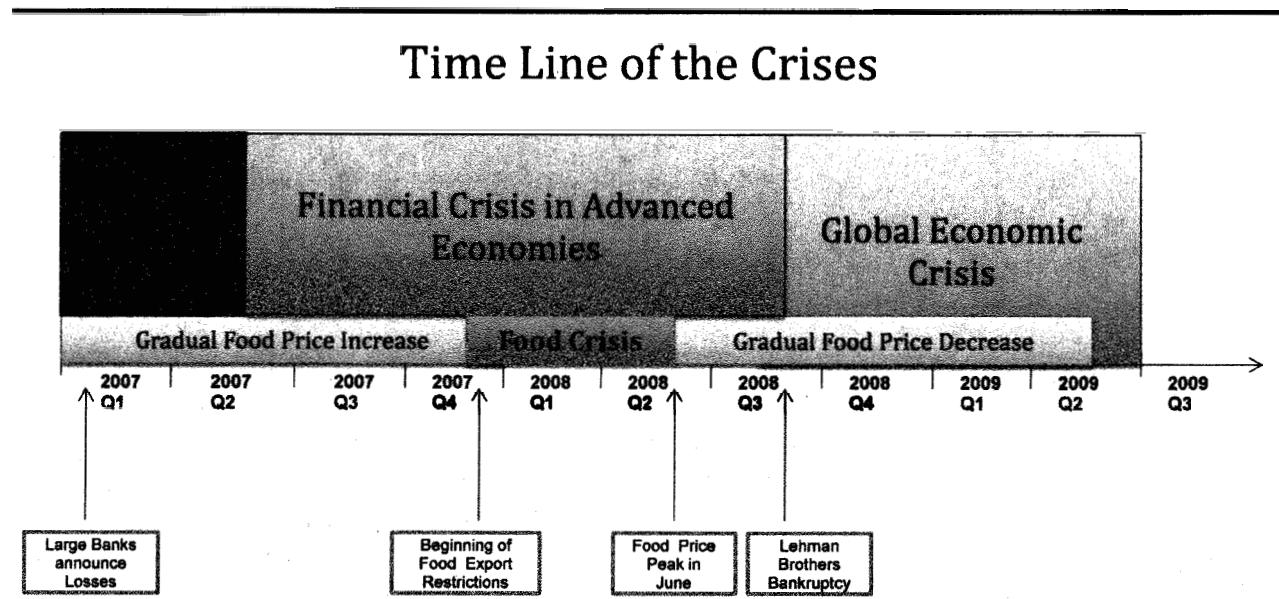 Time Line of the Crises
Financial Crisis in Advanced
Economies
Global Economic
Crisis
Gradual Food Price Increase
Food Crisis
Gradual Food Price Decrease
2007
Q1
2007
Q2
2007
Q3
2007
Q4
2008
Q1
2008
Q2
2008
Q3
2008
Q4
2009
Q1
2009
Q2
2009
Q3
Large Banks
announce
Losses
Beginning of
Food Export
Restrictions
Food Price
Peak in
June
Lehman
Brothers
Bankruptcy